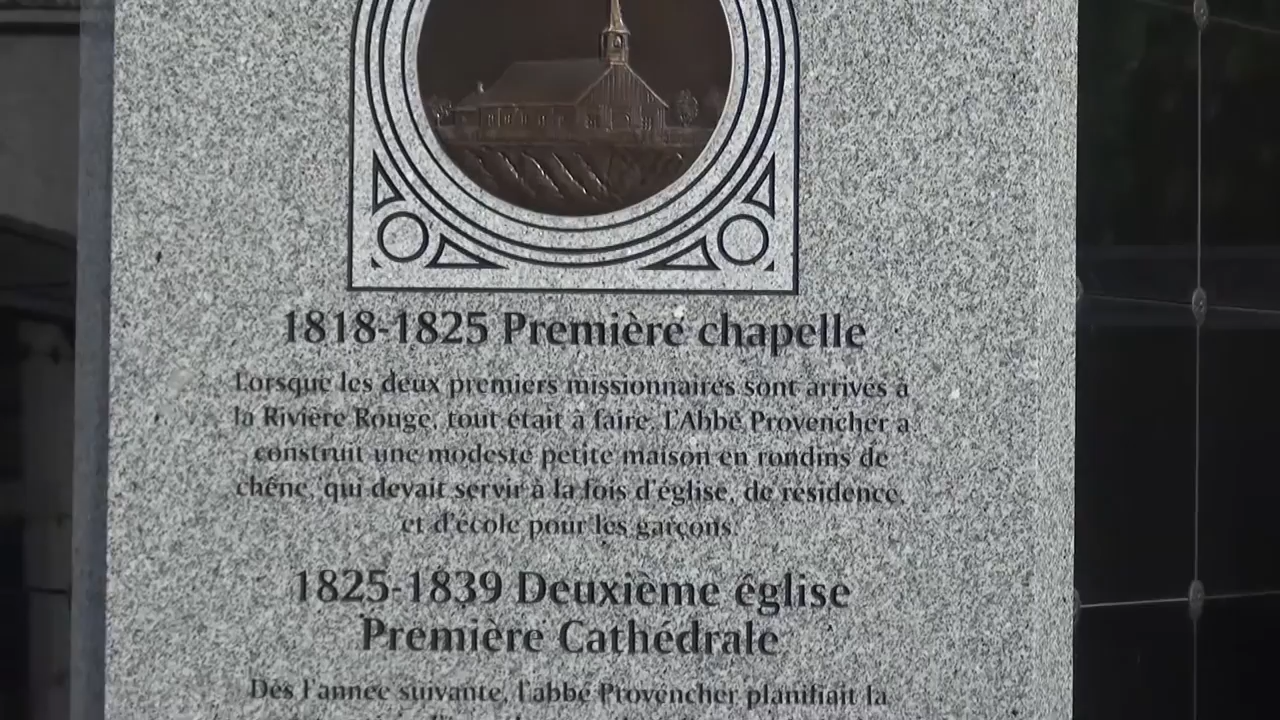 1818-1825 Première chapelle
Lorsque les deux premiers missionnaires sont arrivés à
la Rivière Rouge, tout était à faire. L'Abbé Provencher a
construit une modeste petite maison en rondins de
chêne, qui devait servir à la fois d'église, de résidence
et d'école pour les garçons.
1825-1839 Deuxième église
Première Cathédrale
Dès l'année suivante, l'abbé Provencher planifiait la